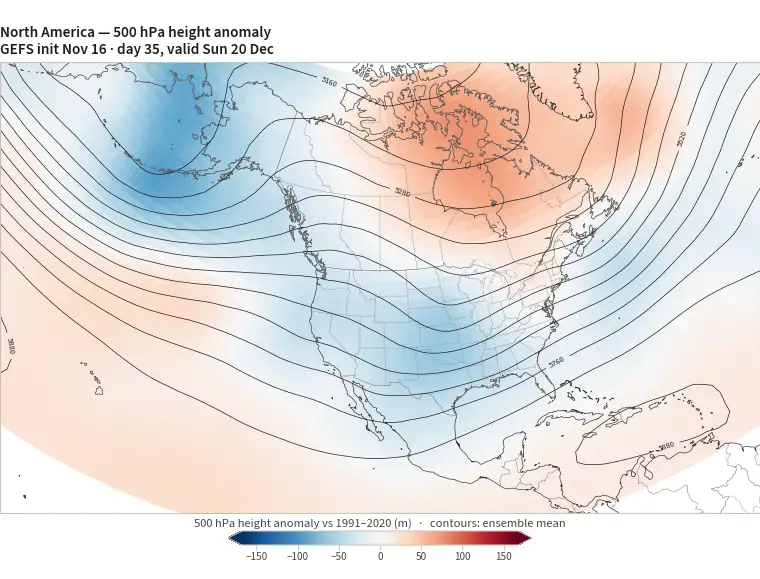 North America — 500 hPa height anomaly
GEFS init Nov 16 · day 35, valid Sun 20 Dec
5160
5520
5280
5880
5760
5880
500 hPa height anomaly vs 1991–2020 (m) · contours: ensemble mean
−150 −100 −50 0 50 100 150